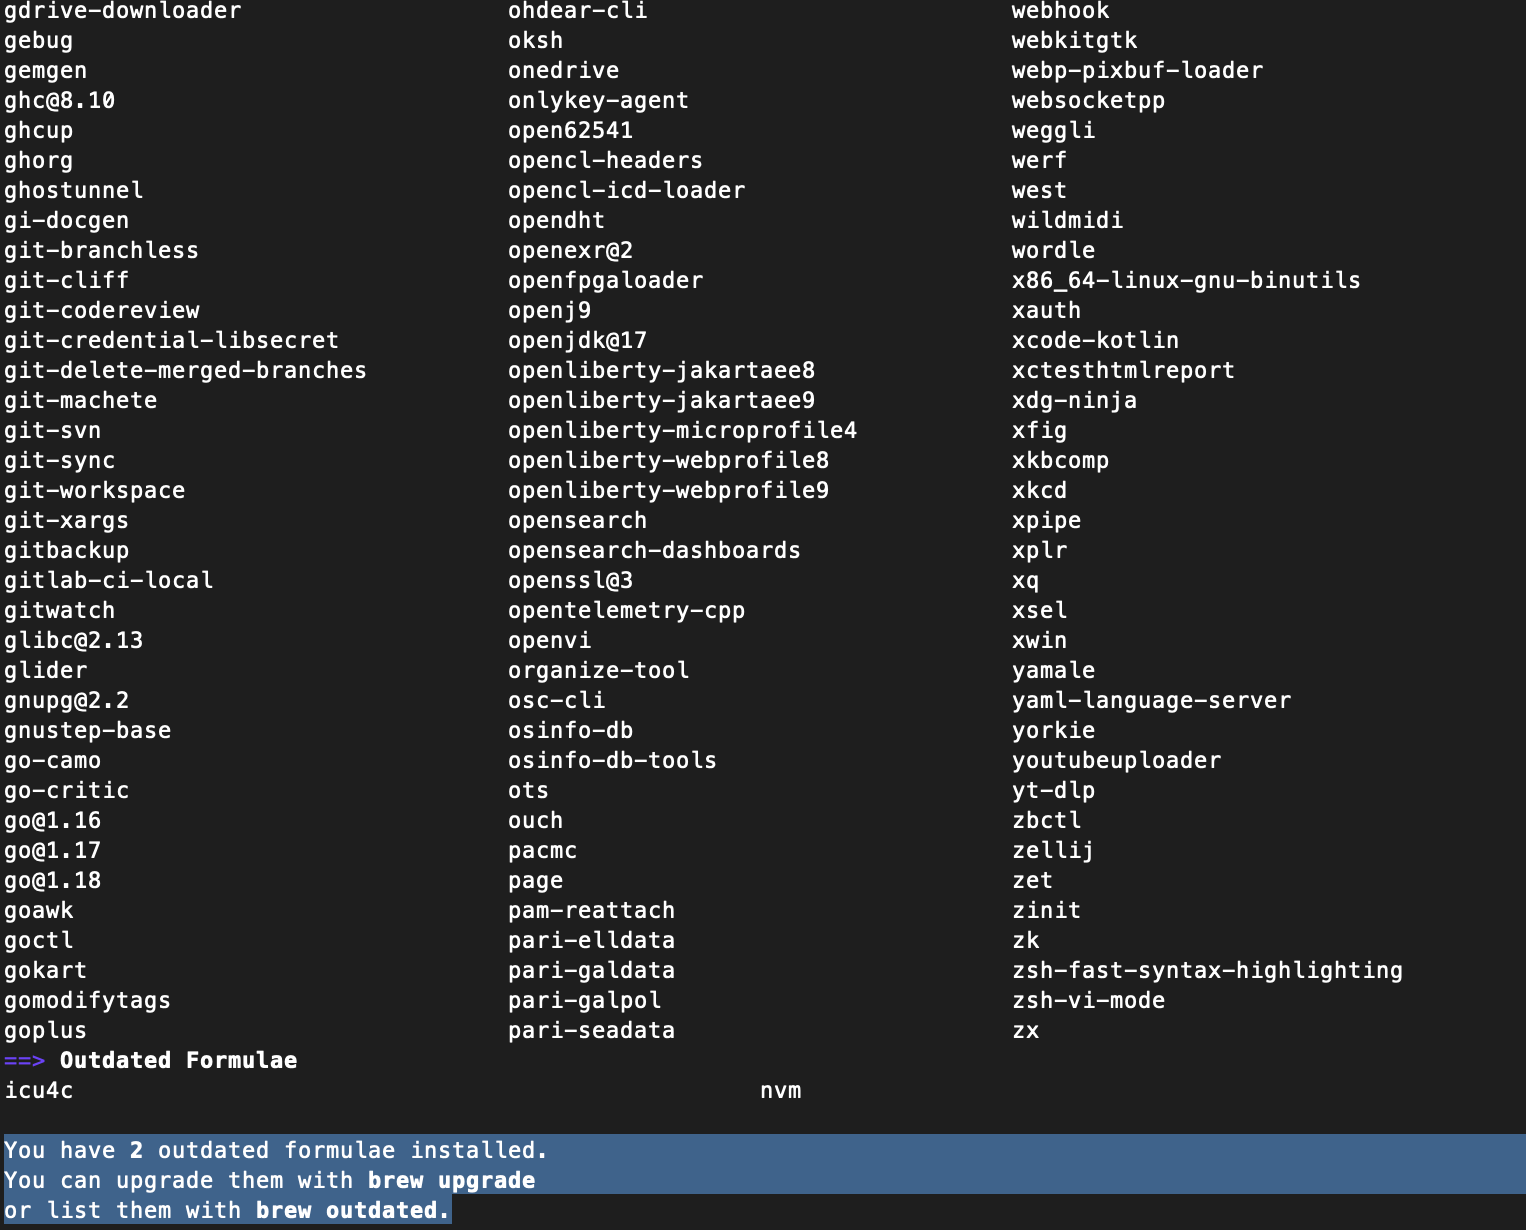 gdrive-downloader ohdear-cli webhook
gebug oksh webkitgtk
gemgen onedrive webp-pixbuf-loader
ghc@8.10 onlykey-agent websocketpp
ghcup open62541 weggli
ghorg opencl-headers werf
ghostunnel opencl-icd-loader west
gi-docgen opendht wildmidi
git-branchless openexr@2 wordle
git-cliff openfpgaloader x86_64-linux-gnu-binutils
git-codereview openj9 xauth
git-credential-libsecret openjdk@17 xcode-kotlin
git-delete-merged-branches openliberty-jakartaee8 xctesthtmlreport
git-machete openliberty-jakartaee9 xdg-ninja
git-svn openliberty-microprofile4 xfig
git-sync openliberty-webprofile8 xkbcomp
git-workspace openliberty-webprofile9 xkcd
git-xargs opensearch xpipe
gitbackup opensearch-dashboards xplr
gitlab-ci-local openssl@3 xq
gitwatch opentelemetry-cpp xsel
glibc@2.13 openvi xwin
glider organize-tool yamale
gnupg@2.2 osc-cli yaml-language-server
gnustep-base osinfo-db yorkie
go-camo osinfo-db-tools youtubeuploader
go-critic ots yt-dlp
go@1.16 ouch zbctl
go@1.17 pacmc zellij
go@1.18 page zet
goawk pam-reattach zinit
goctl pari-elldata zk
gokart pari-galdata zsh-fast-syntax-highlighting
gomodifytags pari-galpol zsh-vi-mode
goplus pari-seadata zx
==> Outdated Formulae
icu4c nvm
You have 2 outdated formulae installed.
You can upgrade them with brew upgrade
or list them with brew outdated.